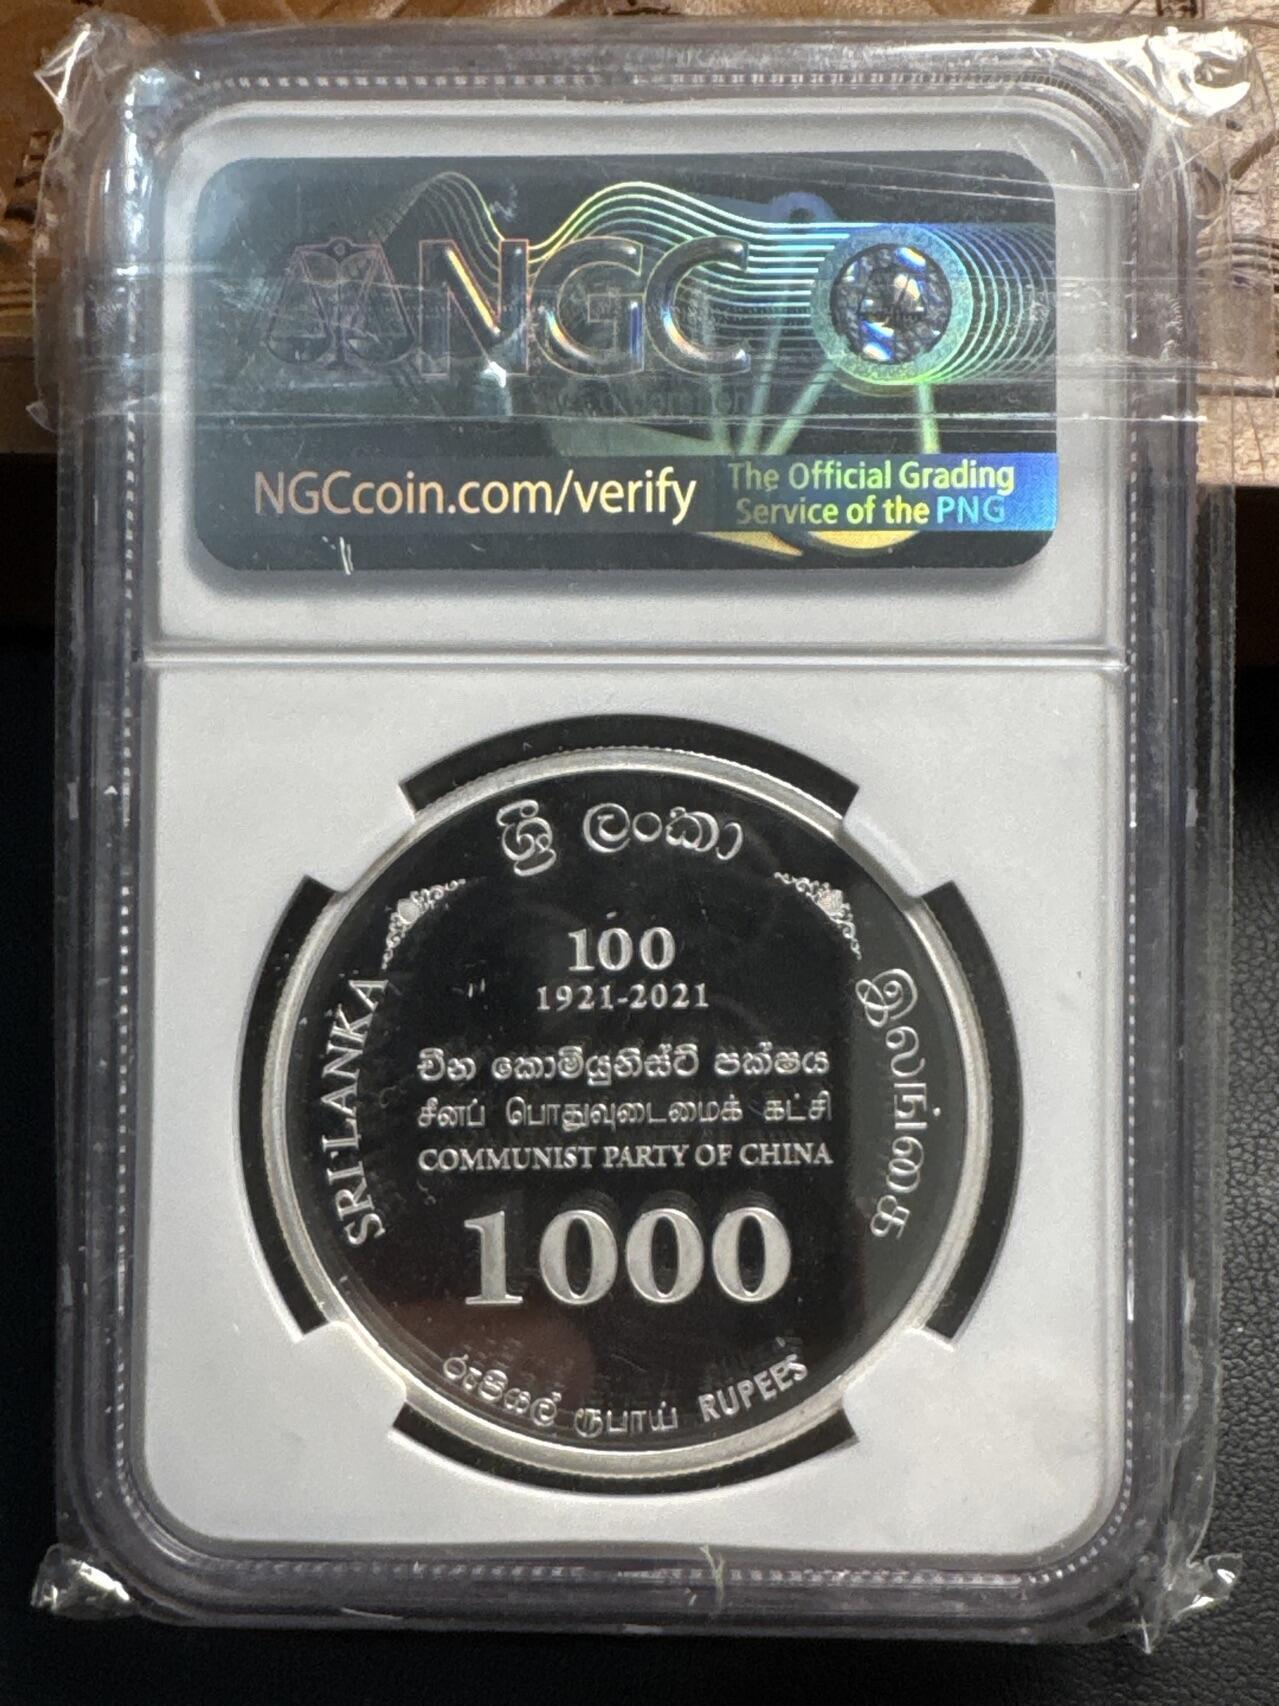 NGC
NGCcoin.com/verify
The Official Grading
Service of the PNG
ශ්‍රී ලංකා
SRI LANKA
இலங்கை
100
1921-2021
චීන කොමියුනිස්ට් පක්ෂය
சீனப் பொதுவுடைமைக் கட்சி
COMMUNIST PARTY OF CHINA
1000
රුපියල් ரூபாய் RUPEES